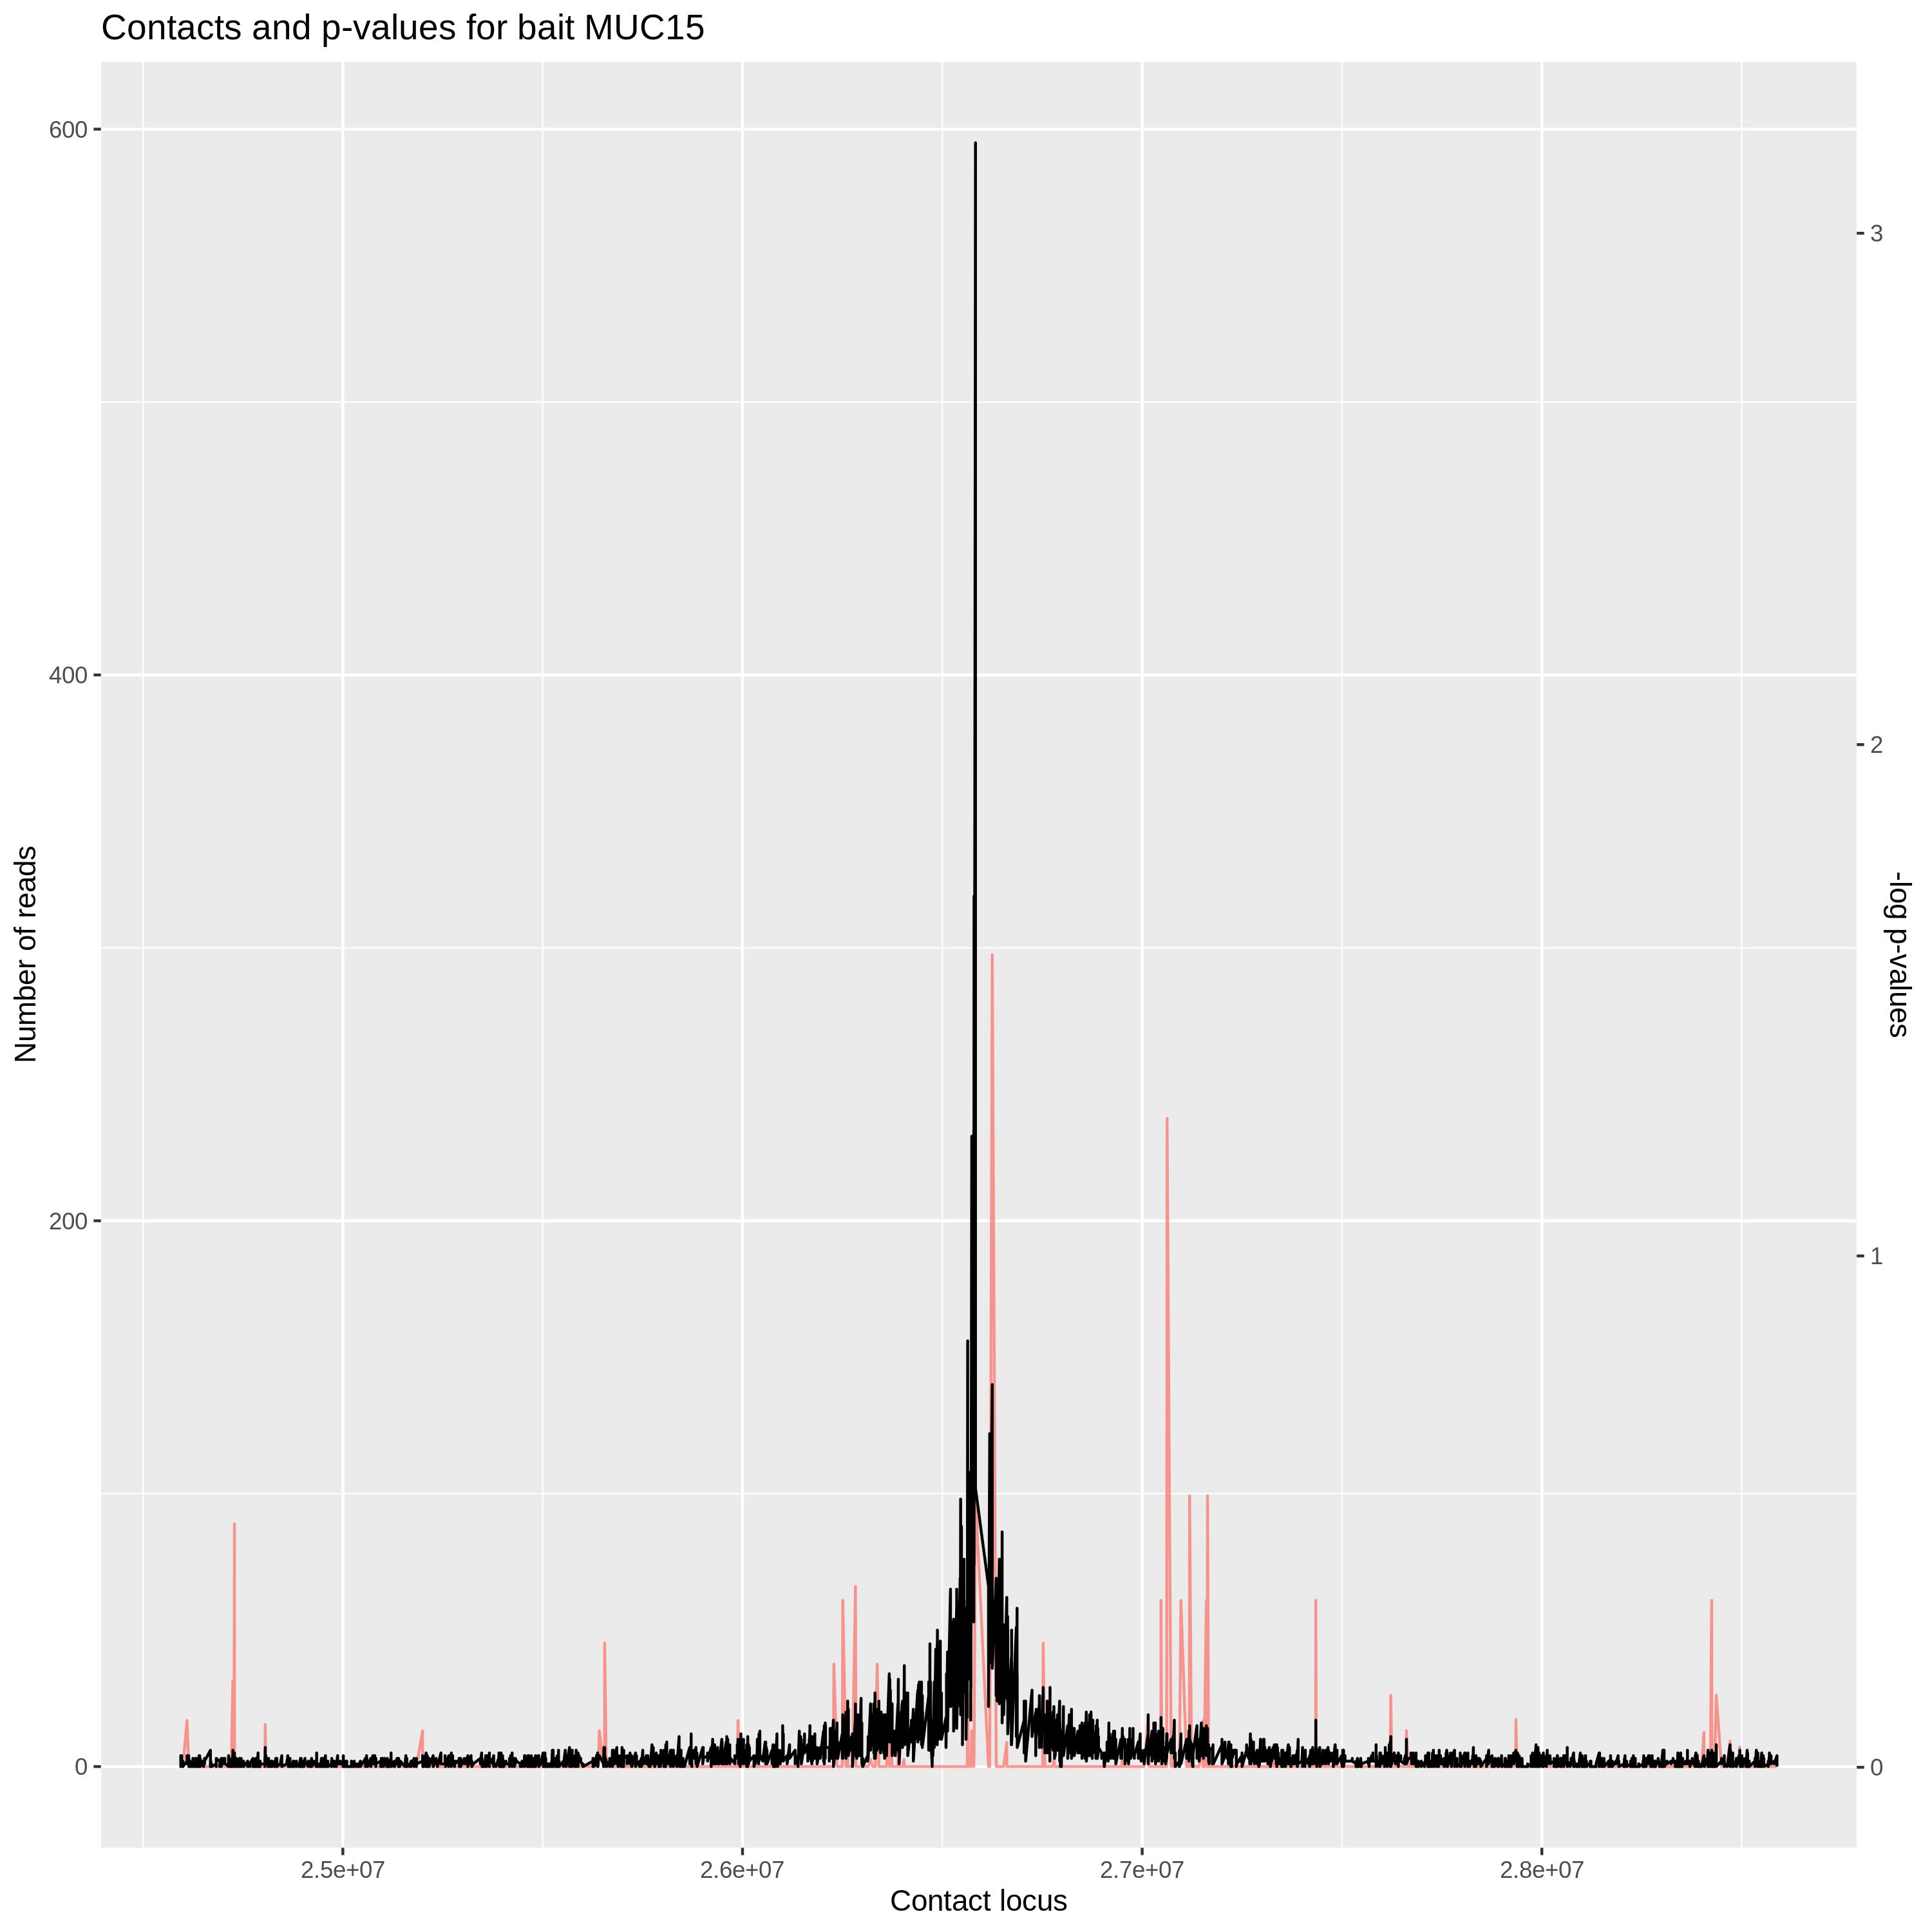 Contacts and p-values for bait MUC15
600
400
200
0
Number of reads
3
2
1
0
-log p-values
2.5e+07
2.6e+07
2.7e+07
2.8e+07
Contact locus